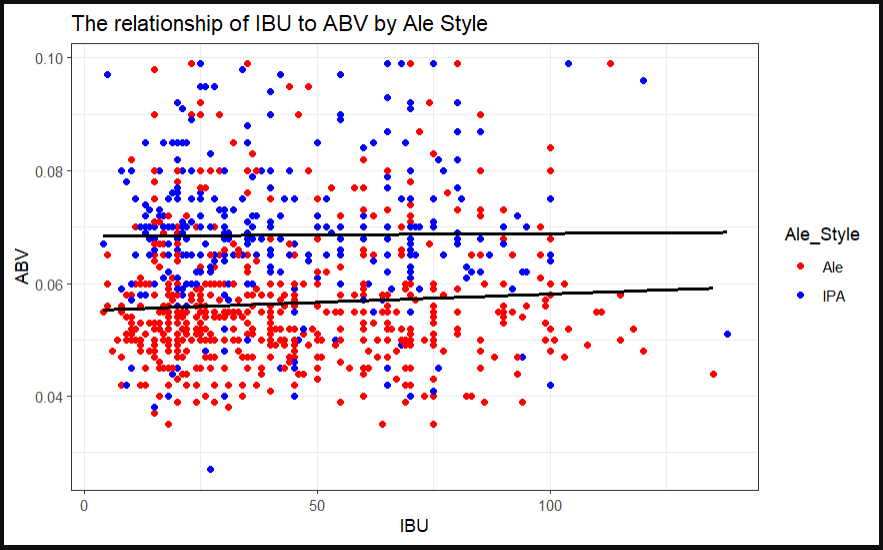 The relationship of IBU to ABV by Ale Style
0.10
0.08
0.06
0.04
ABV
0
50
100
IBU
Ale_Style
Ale
IPA